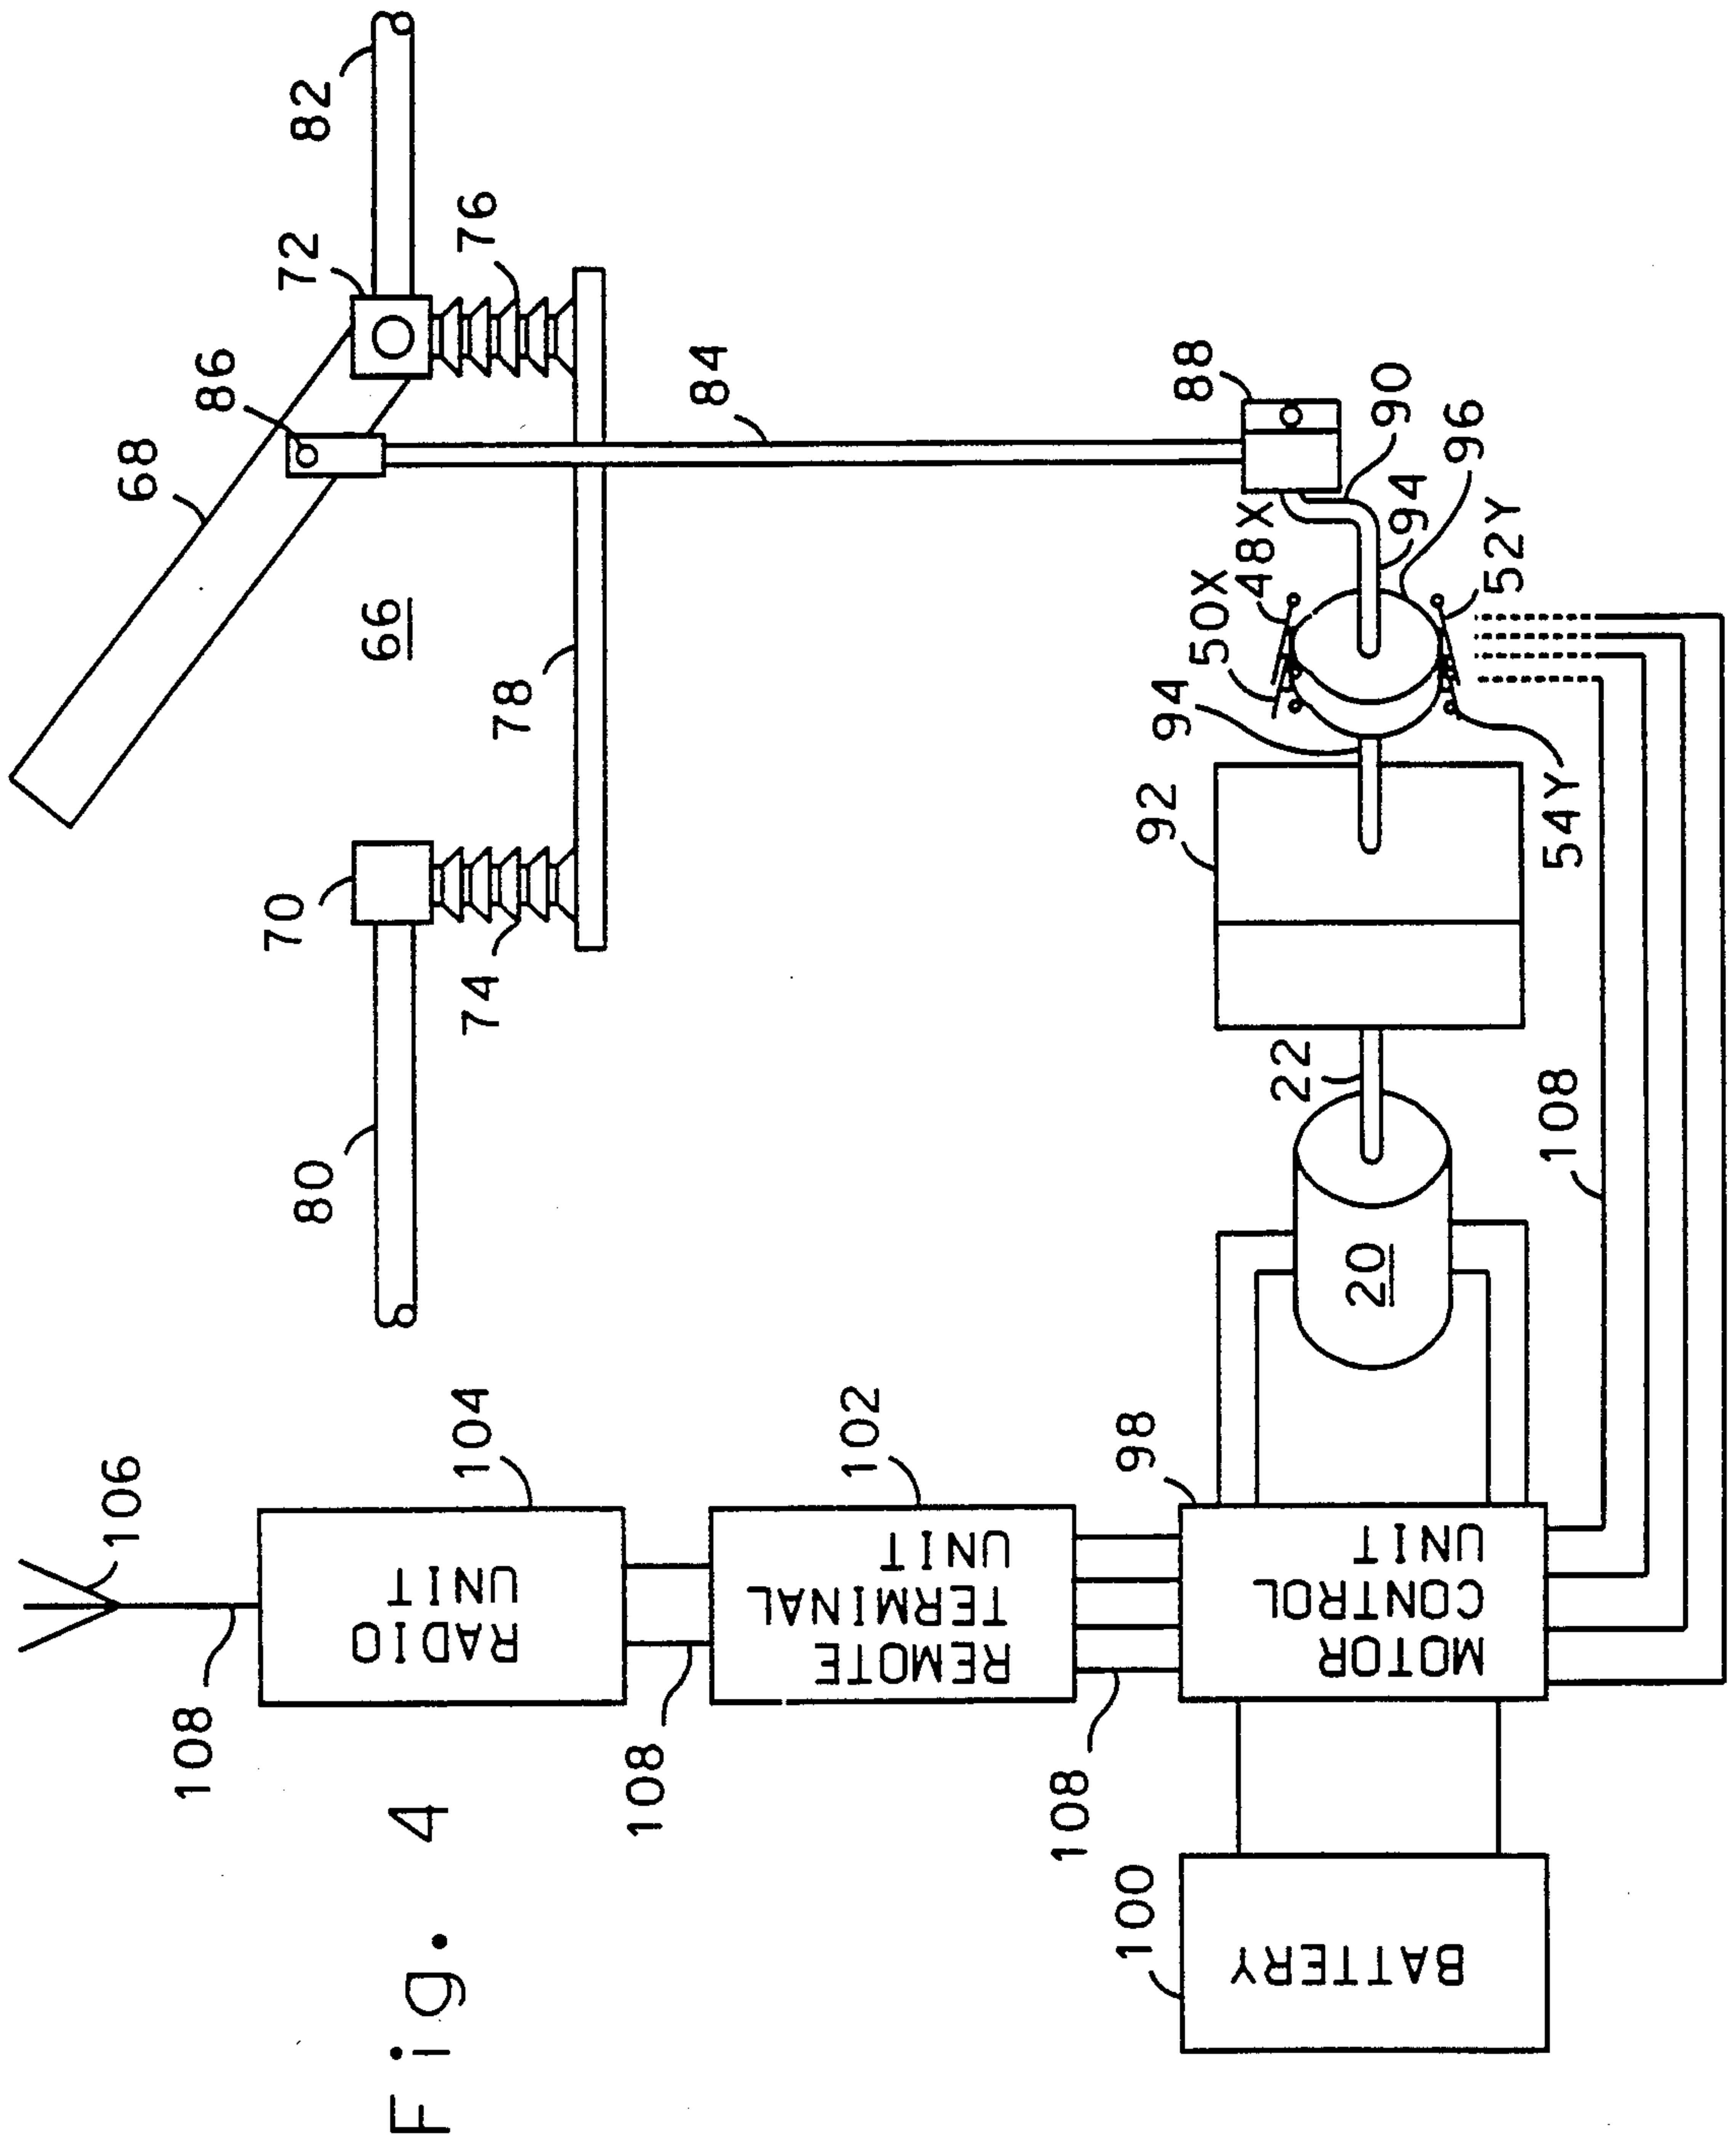 82
72
76
86
68
84
66
88
90
94
96
48X
50X
52Y
54Y
94
78
92
70
74
80
22
20
108
106
104
RADIO
UNIT
102
REMOTE
TERMINAL
UNIT
98
MOTOR
CONTROL
UNIT
108
108
108
100
BATTERY
Fig. 4